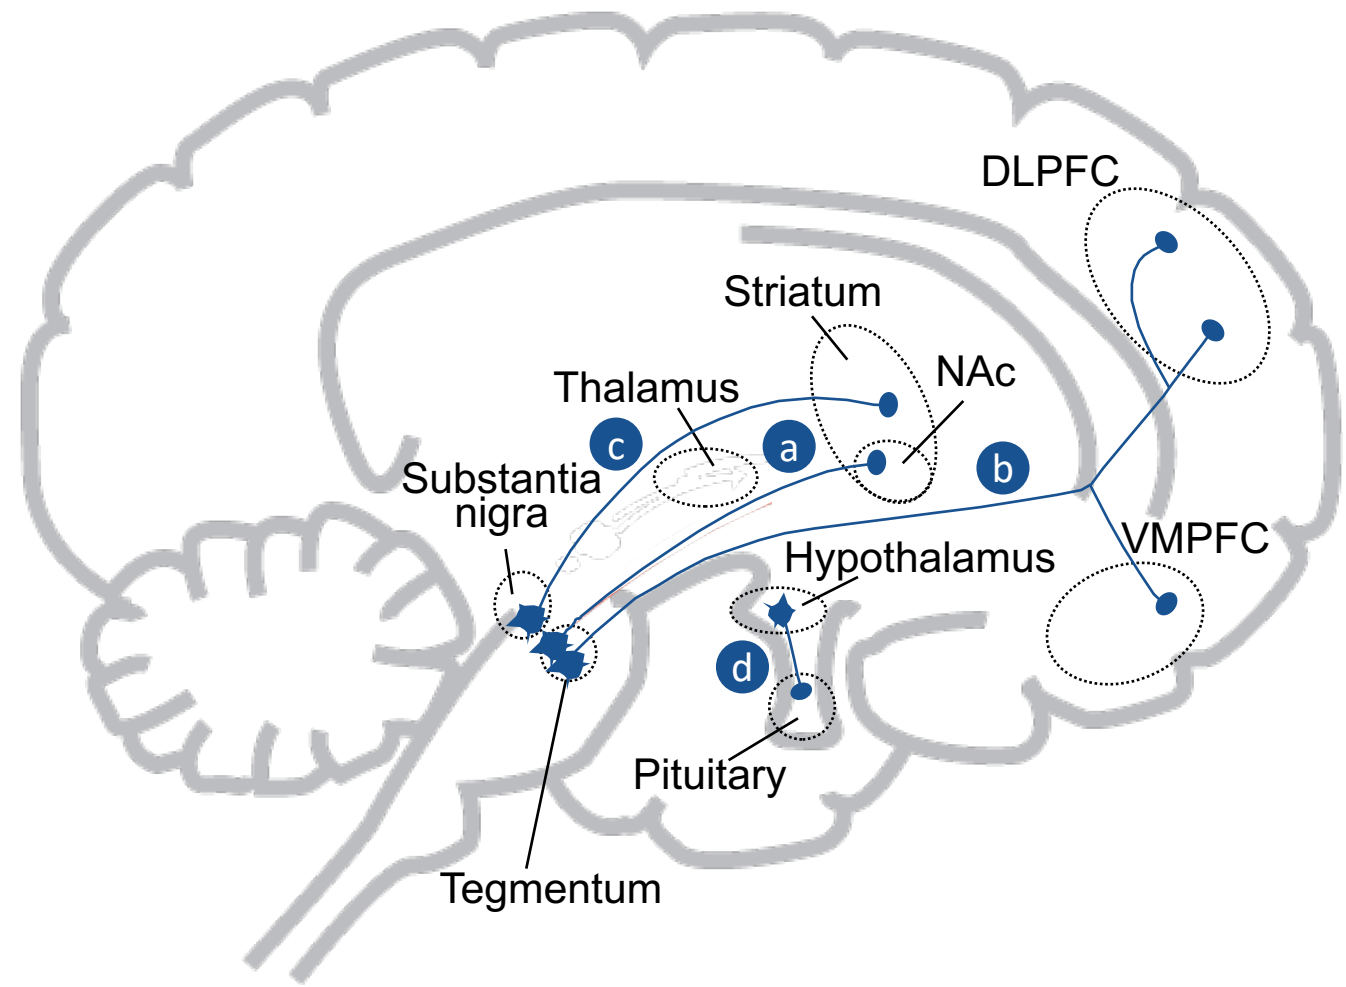 DLPFC
Striatum
NAc
Thalamus
c
a
b
Substantia
nigra
VMPFC
Hypothalamus
d
Pituitary
Tegmentum